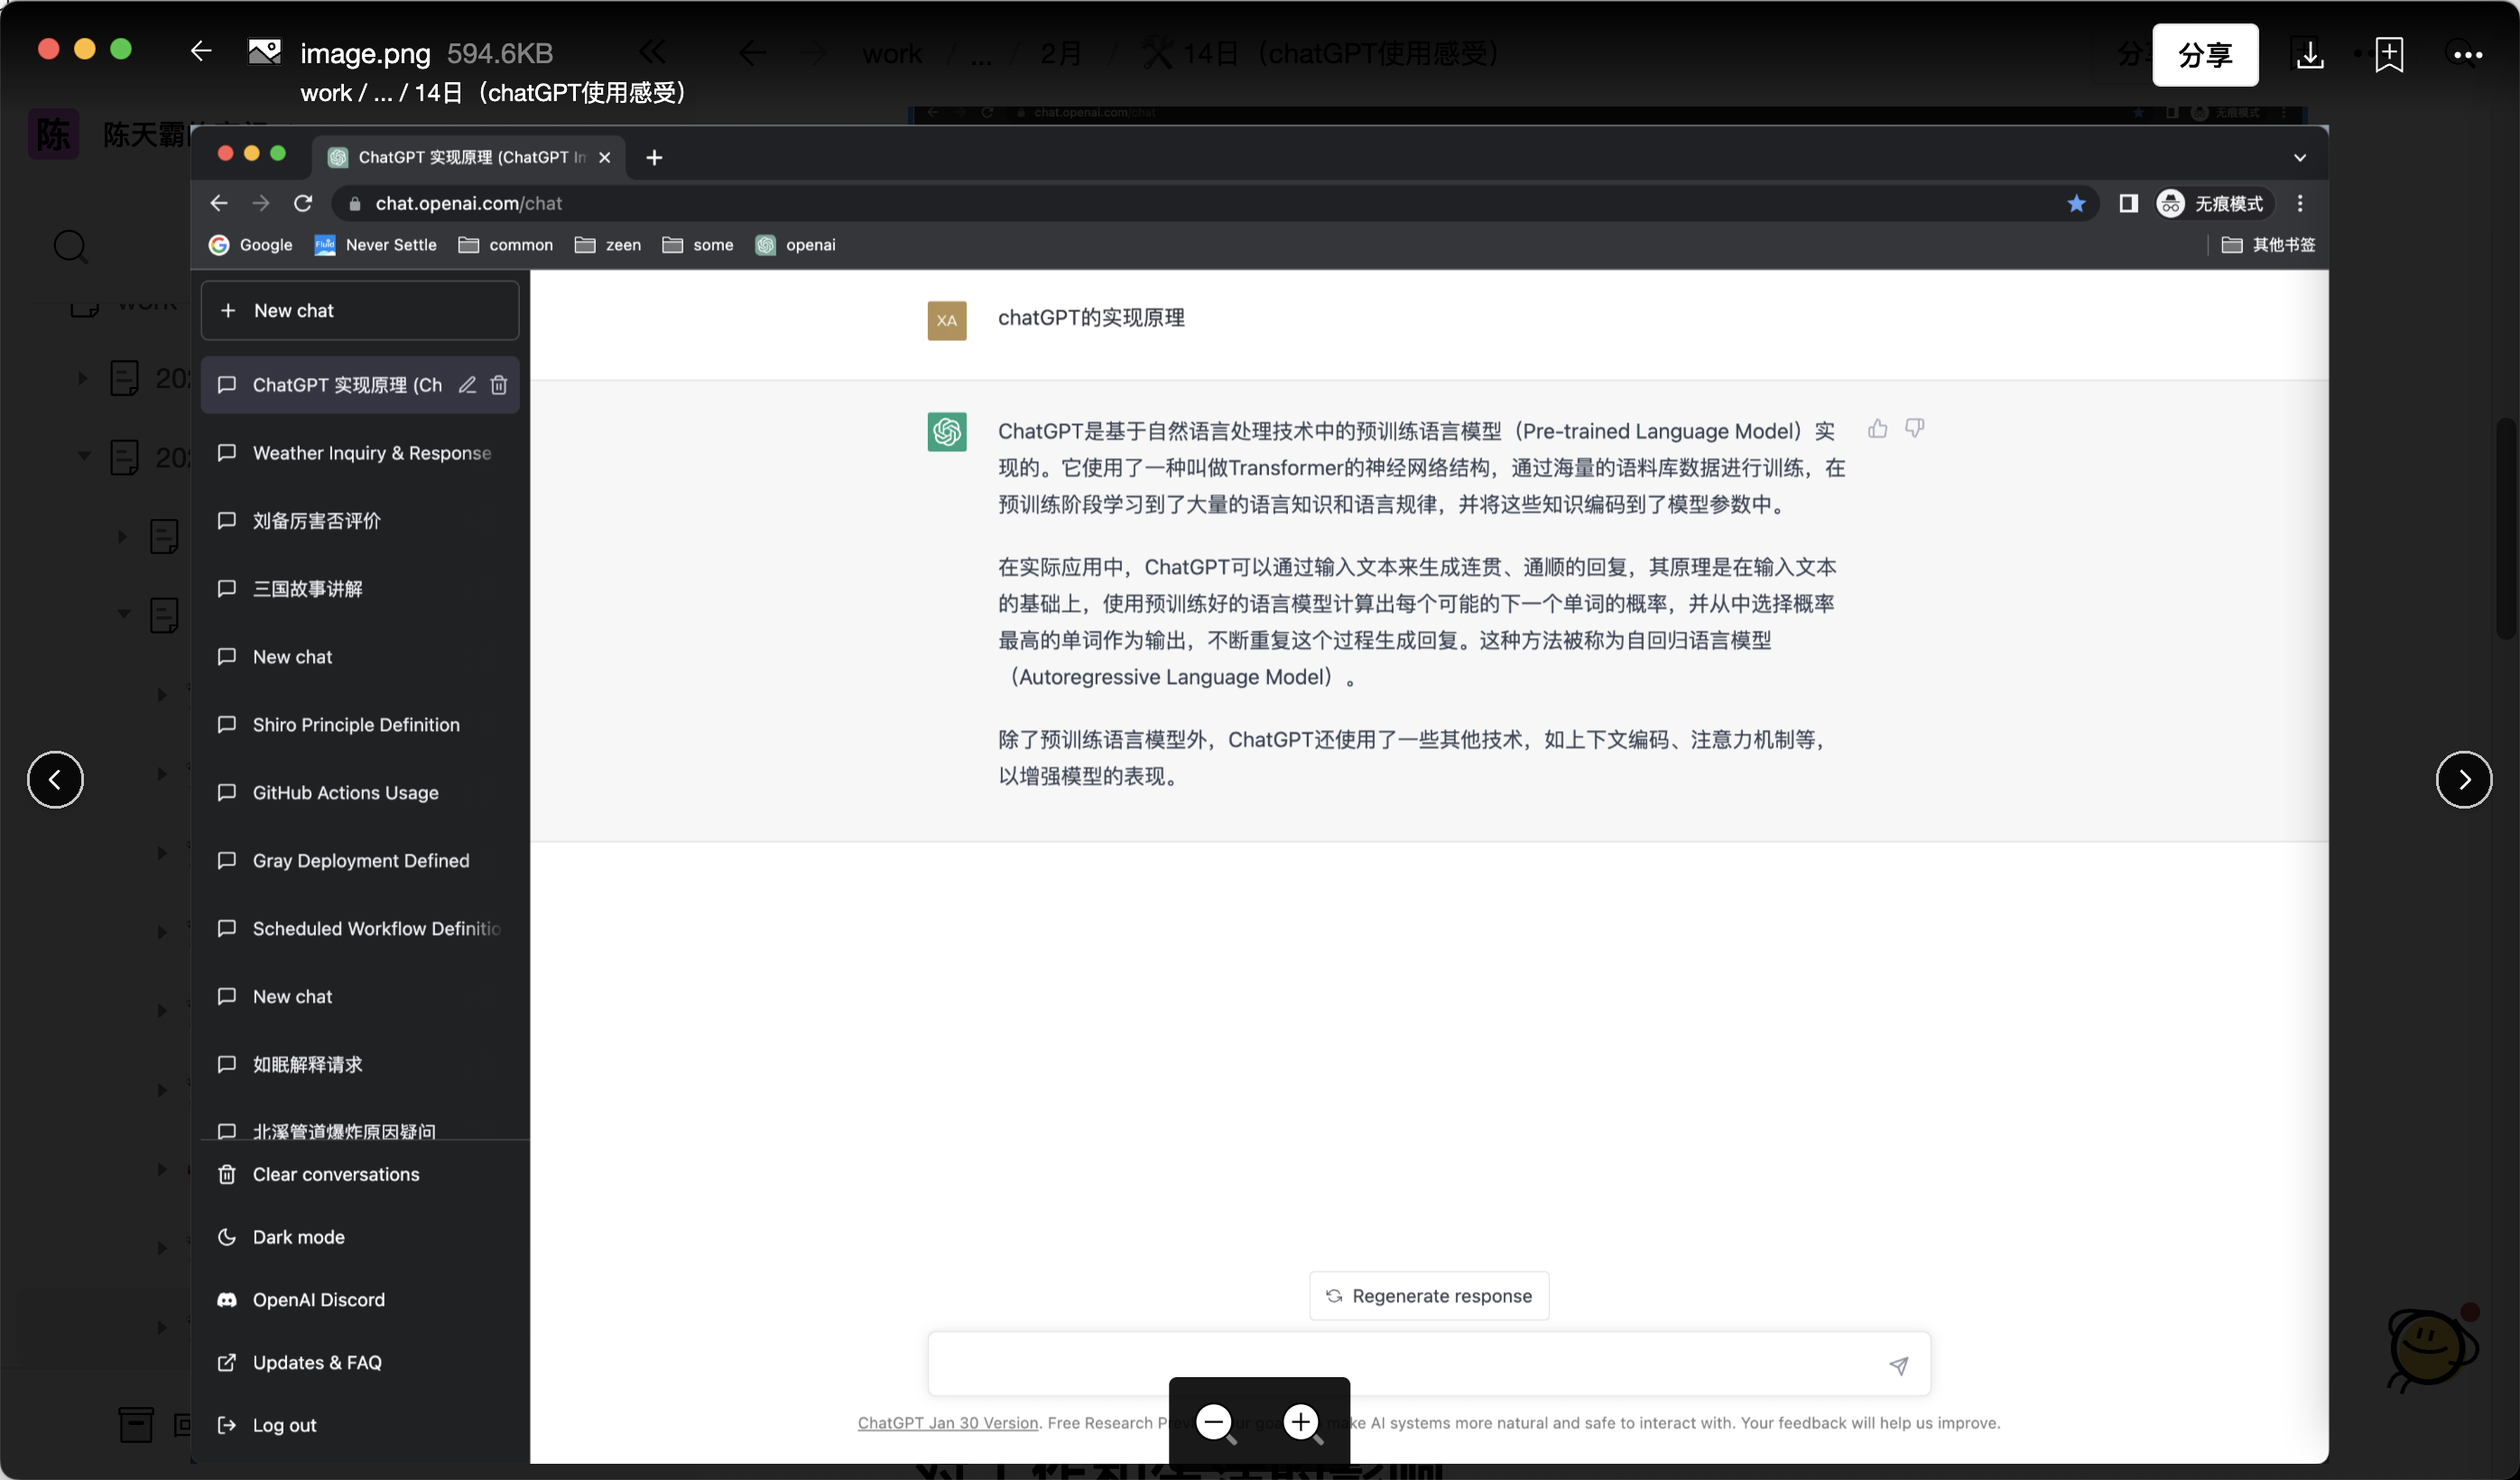 image.png 594.6KB
work / ... / 14日（chatGPT使用感受）
work / ... / 2月 / 14日（chatGPT使用感受）
分享
陈
陈天霸
chat.openai.com/chat
无痕模式
ChatGPT 实现原理 (ChatGPT Im
chat.openai.com/chat
无痕模式
Google
Never Settle
common
zeen
some
openai
其他书签
New chat
ChatGPT 实现原理 (Ch
Weather Inquiry & Response
刘备厉害否评价
三国故事讲解
New chat
Shiro Principle Definition
GitHub Actions Usage
Gray Deployment Defined
Scheduled Workflow Definitio
New chat
如眠解释请求
北溪管道爆炸原因疑问
Clear conversations
Dark mode
OpenAI Discord
Updates & FAQ
Log out
XA
chatGPT的实现原理
ChatGPT是基于自然语言处理技术中的预训练语言模型（Pre-trained Language Model）实
现的。它使用了一种叫做Transformer的神经网络结构，通过海量的语料库数据进行训练，在
预训练阶段学习到了大量的语言知识和语言规律，并将这些知识编码到了模型参数中。
在实际应用中，ChatGPT可以通过输入文本来生成连贯、通顺的回复，其原理是在输入文本
的基础上，使用预训练好的语言模型计算出每个可能的下一个单词的概率，并从中选择概率
最高的单词作为输出，不断重复这个过程生成回复。这种方法被称为自回归语言模型
（Autoregressive Language Model）。
除了预训练语言模型外，ChatGPT还使用了一些其他技术，如上下文编码、注意力机制等，
以增强模型的表现。
Regenerate response
ChatGPT Jan 30 Version. Free Research make AI systems more natural and safe to interact with. Your feedback will help us improve.